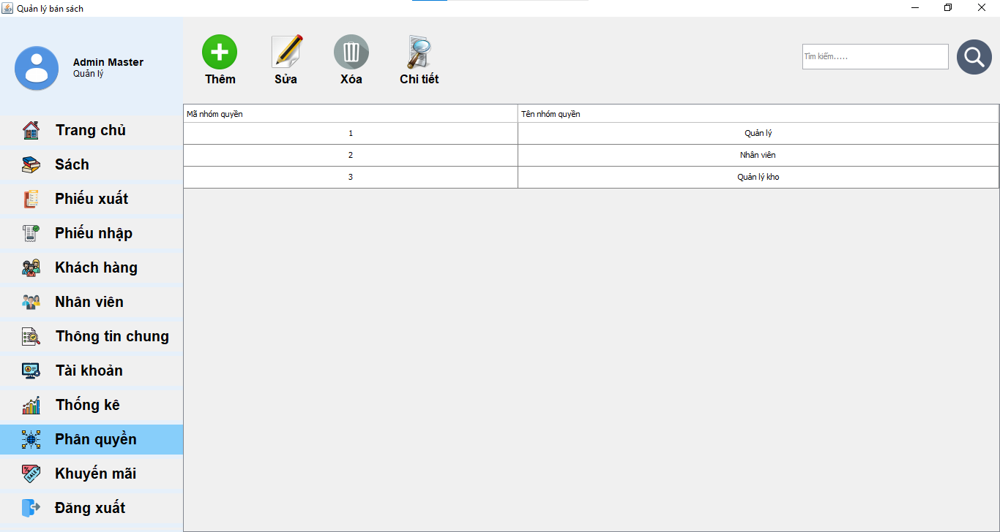 Quản lý bán sách
Admin Master
Quản lý
Thêm
Sửa
Xóa
Chi tiết
Tìm kiếm.....
Trang chủ
Sách
Phiếu xuất
Phiếu nhập
Khách hàng
Nhân viên
Thông tin chung
Tài khoản
Thống kê
Phân quyền
Khuyến mãi
Đăng xuất
Mã nhóm quyền Tên nhóm quyền
1 Quản lý
2 Nhân viên
3 Quản lý kho